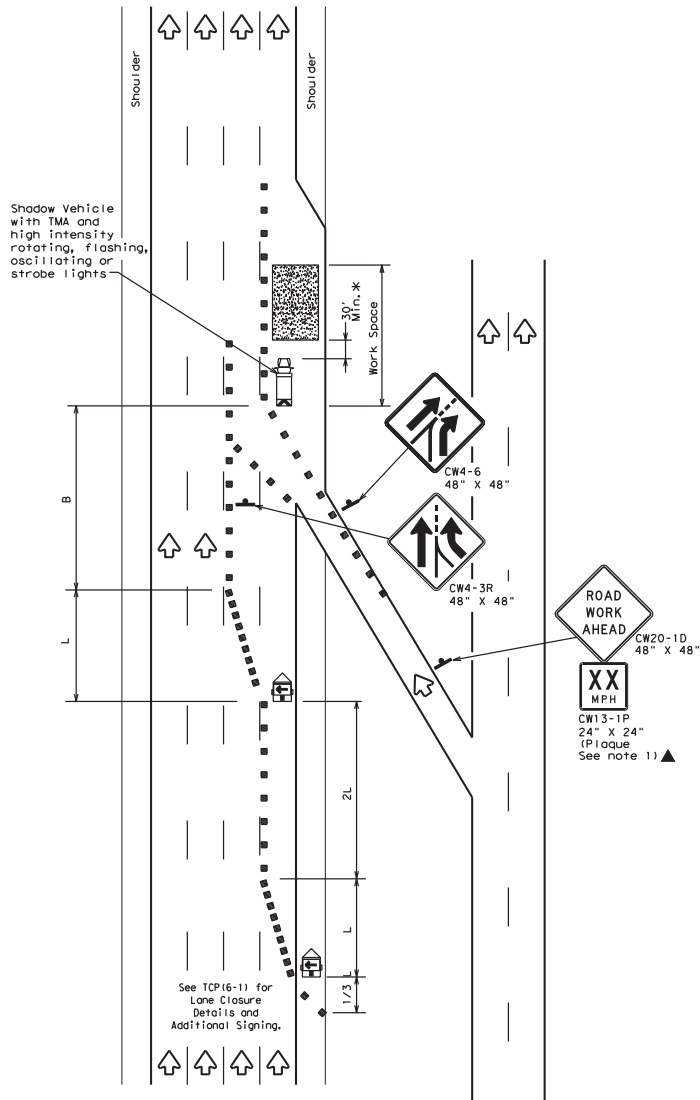 Shoulder
Shoulder
Shadow Vehicle
with TMA and
high intensity
rotating, flashing,
oscillating or
strobe lights
30'
Min.*
Work Space
B
CW4-6
48" X 48"
CW4-3R
48" X 48"
L
ROAD
WORK
AHEAD
CW20-1D
48" X 48"
XX
MPH
CW13-1P
24" X 24"
(Plaque
See note 1) ▲
2L
L
1/3 L
See TCP(6-1) for
Lane Closure
Details and
Additional Signing.